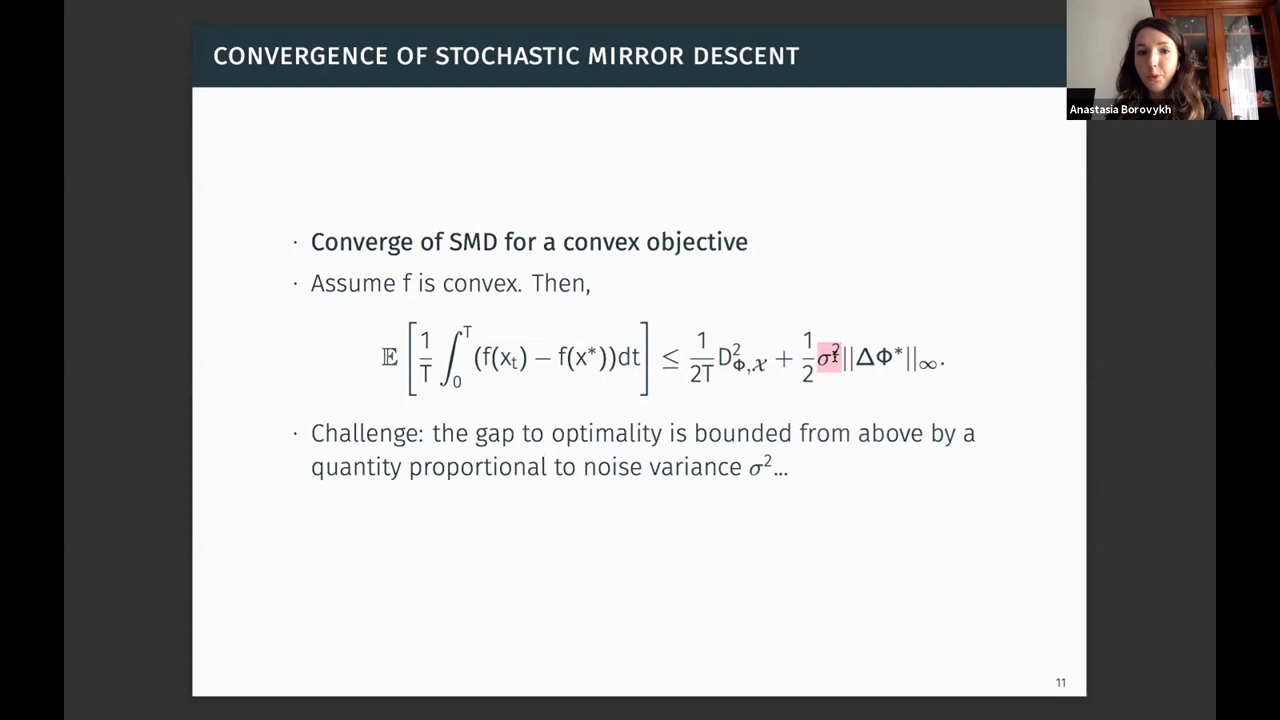 CONVERGENCE OF STOCHASTIC MIRROR DESCENT
Anastasia Borovykh
· Converge of SMD for a convex objective
· Assume f is convex. Then,
𝔼 [ 1/T ∫₀ᵀ (f(xₜ) − f(x*))dt ] ≤ 1/2T D²_{Φ,𝒳} + 1/2 σ² ||ΔΦ*||∞.
· Challenge: the gap to optimality is bounded from above by a
quantity proportional to noise variance σ²...
11